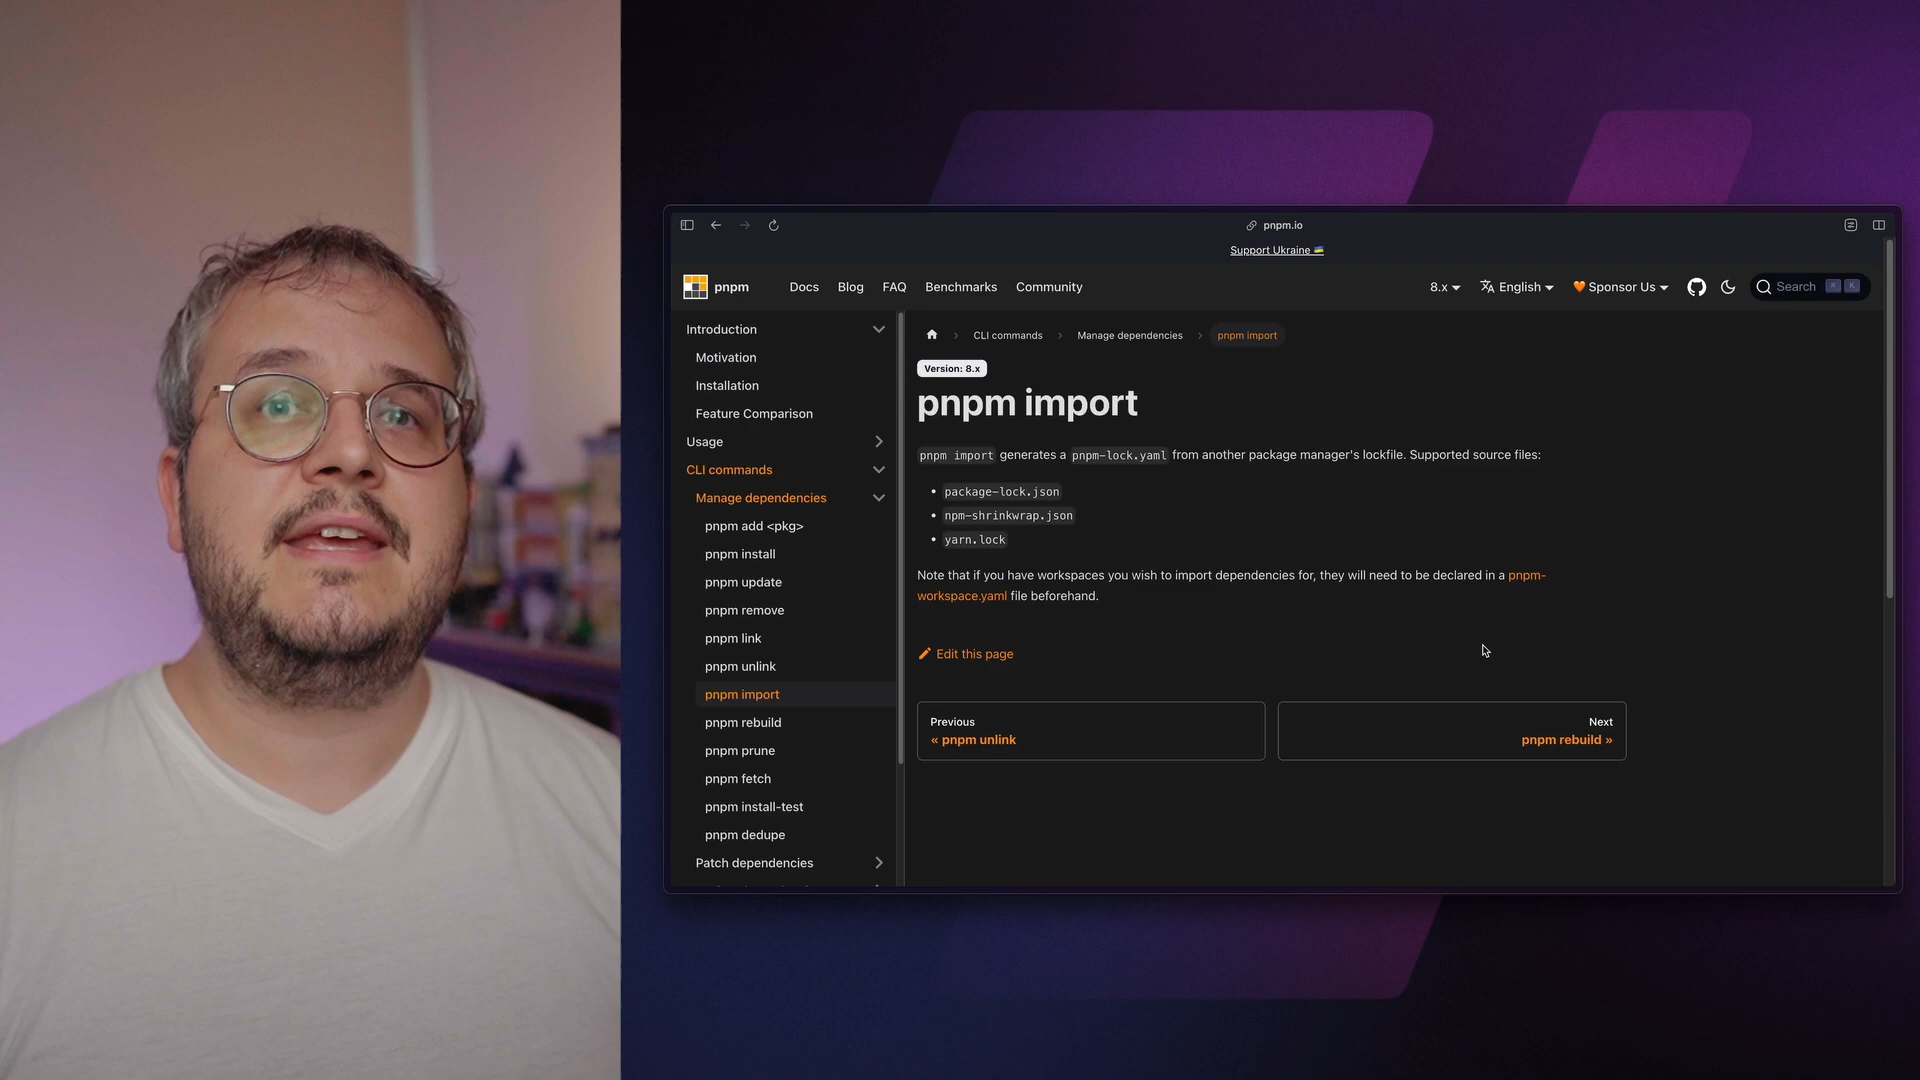 pnpm.io
Support Ukraine 🇺🇦
pnpm
Docs
Blog
FAQ
Benchmarks
Community
8.x
English
🧡 Sponsor Us
Search
⌘ K
Introduction
Motivation
Installation
Feature Comparison
Usage
CLI commands
Manage dependencies
pnpm add <pkg>
pnpm install
pnpm update
pnpm remove
pnpm link
pnpm unlink
pnpm import
pnpm rebuild
pnpm prune
pnpm fetch
pnpm install-test
pnpm dedupe
Patch dependencies
CLI commands
Manage dependencies
pnpm import
Version: 8.x
pnpm import
pnpm import generates a pnpm-lock.yaml from another package manager's lockfile. Supported source files:
• package-lock.json
• npm-shrinkwrap.json
• yarn.lock
Note that if you have workspaces you wish to import dependencies for, they will need to be declared in a pnpm-
workspace.yaml file beforehand.
Edit this page
Previous
« pnpm unlink
Next
pnpm rebuild »